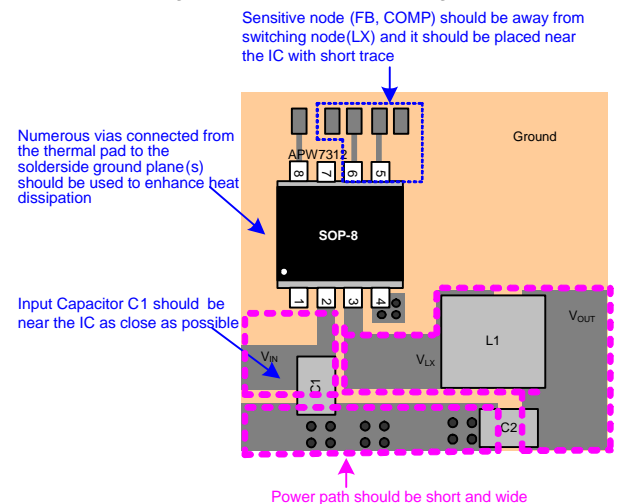 Sensitive node (FB, COMP) should be away from
switching node(LX) and it should be placed near
the IC with short trace
Ground
Numerous vias connected from
the thermal pad to the
solderside ground plane(s)
should be used to enhance heat
dissipation
APW7312
8 7 6 5
SOP-8
1 2 3 4
Input Capacitor C1 should be
near the IC as close as possible
VIN
C1
VLX
L1
VOUT
C2
Power path should be short and wide